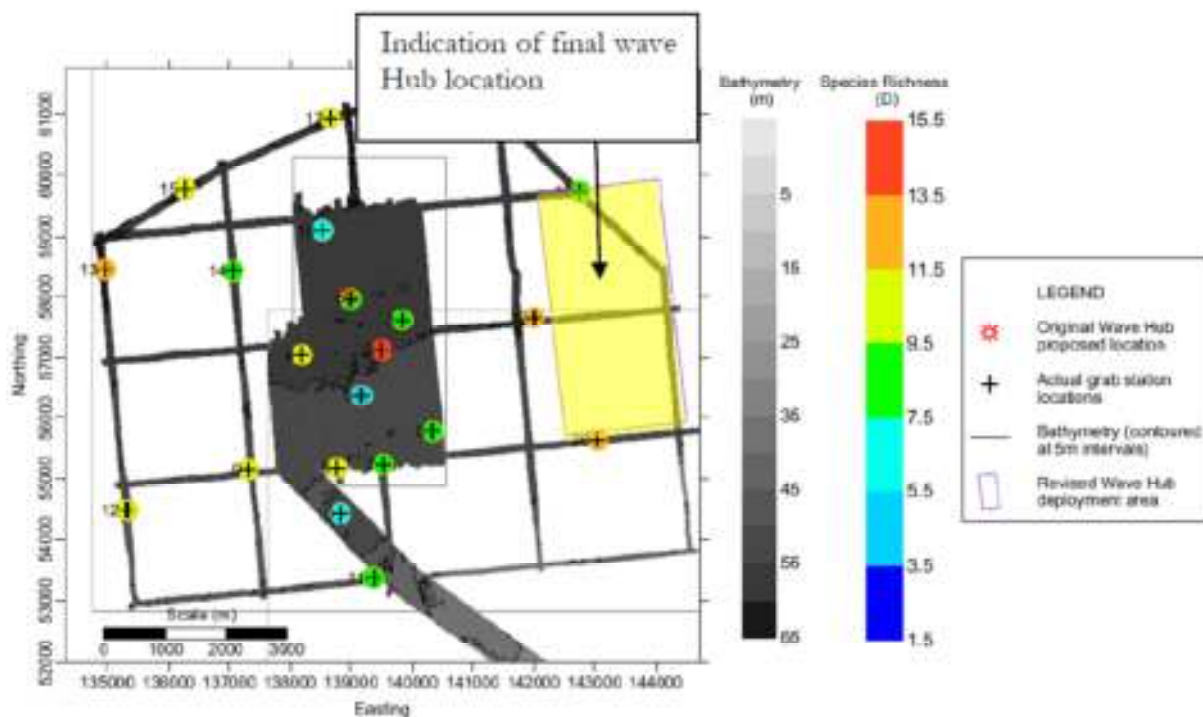 Indication of final wave
Hub location
Bathymetry
(m)
5
15
25
35
45
55
65
Species Richness
(D)
15.5
13.5
11.5
9.5
7.5
5.5
3.5
1.5
LEGEND
Original Wave Hub
proposed location
Actual grab station
locations
Bathymetry (contoured
at 5m intervals)
Revised Wave Hub
deployment area
Northing
61000
60000
59000
58000
57000
56000
55000
54000
53000
52000
13
14
12
Scale (m)
0 1000 2000 3000
135000 136000 137000 138000 139000 140000 141000 142000 143000 144000
Easting